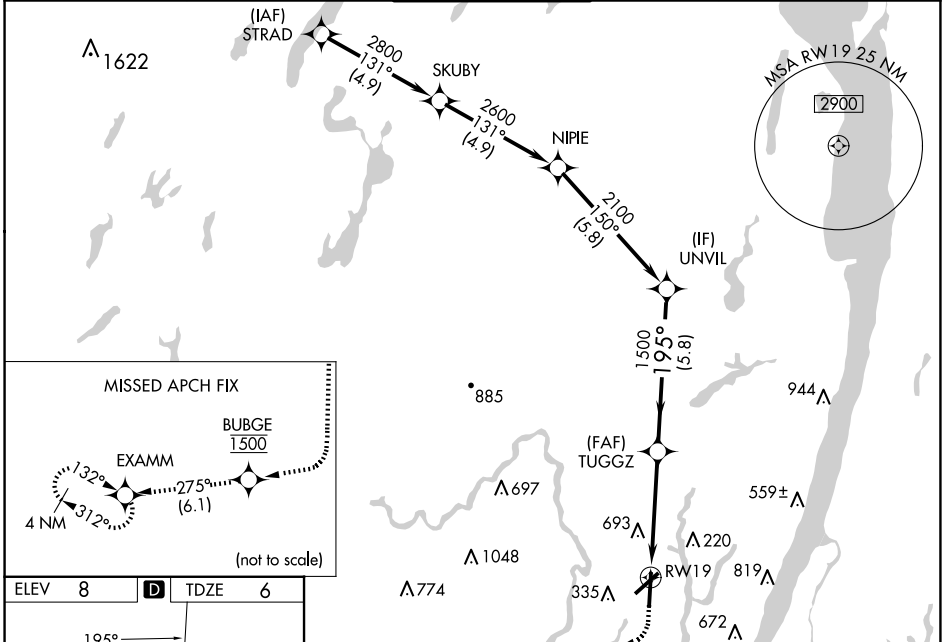 (IAF)
STRAD
1622
2800
131°
(4.9)
SKUBY
2600
131°
(4.9)
NIPIE
2100
150°
(5.8)
(IF)
UNVIL
MSA RW19 25 NM
2900
1500
195°
(5.8)
885
944
(FAF)
TUGGZ
697
559±
693
220
1048
RW19
819
774
335
672
MISSED APCH FIX
BUBGE
1500
EXAMM
132°
275°
(6.1)
4 NM
312°
(not to scale)
ELEV 8 D TDZE 6
195°